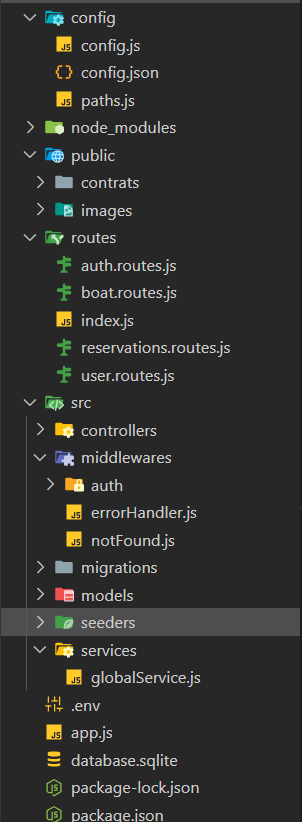 config
config.js
config.json
paths.js
node_modules
public
contrats
images
routes
auth.routes.js
boat.routes.js
index.js
reservations.routes.js
user.routes.js
src
controllers
middlewares
auth
errorHandler.js
notFound.js
migrations
models
seeders
services
globalService.js
.env
app.js
database.sqlite
package-lock.json
package.json